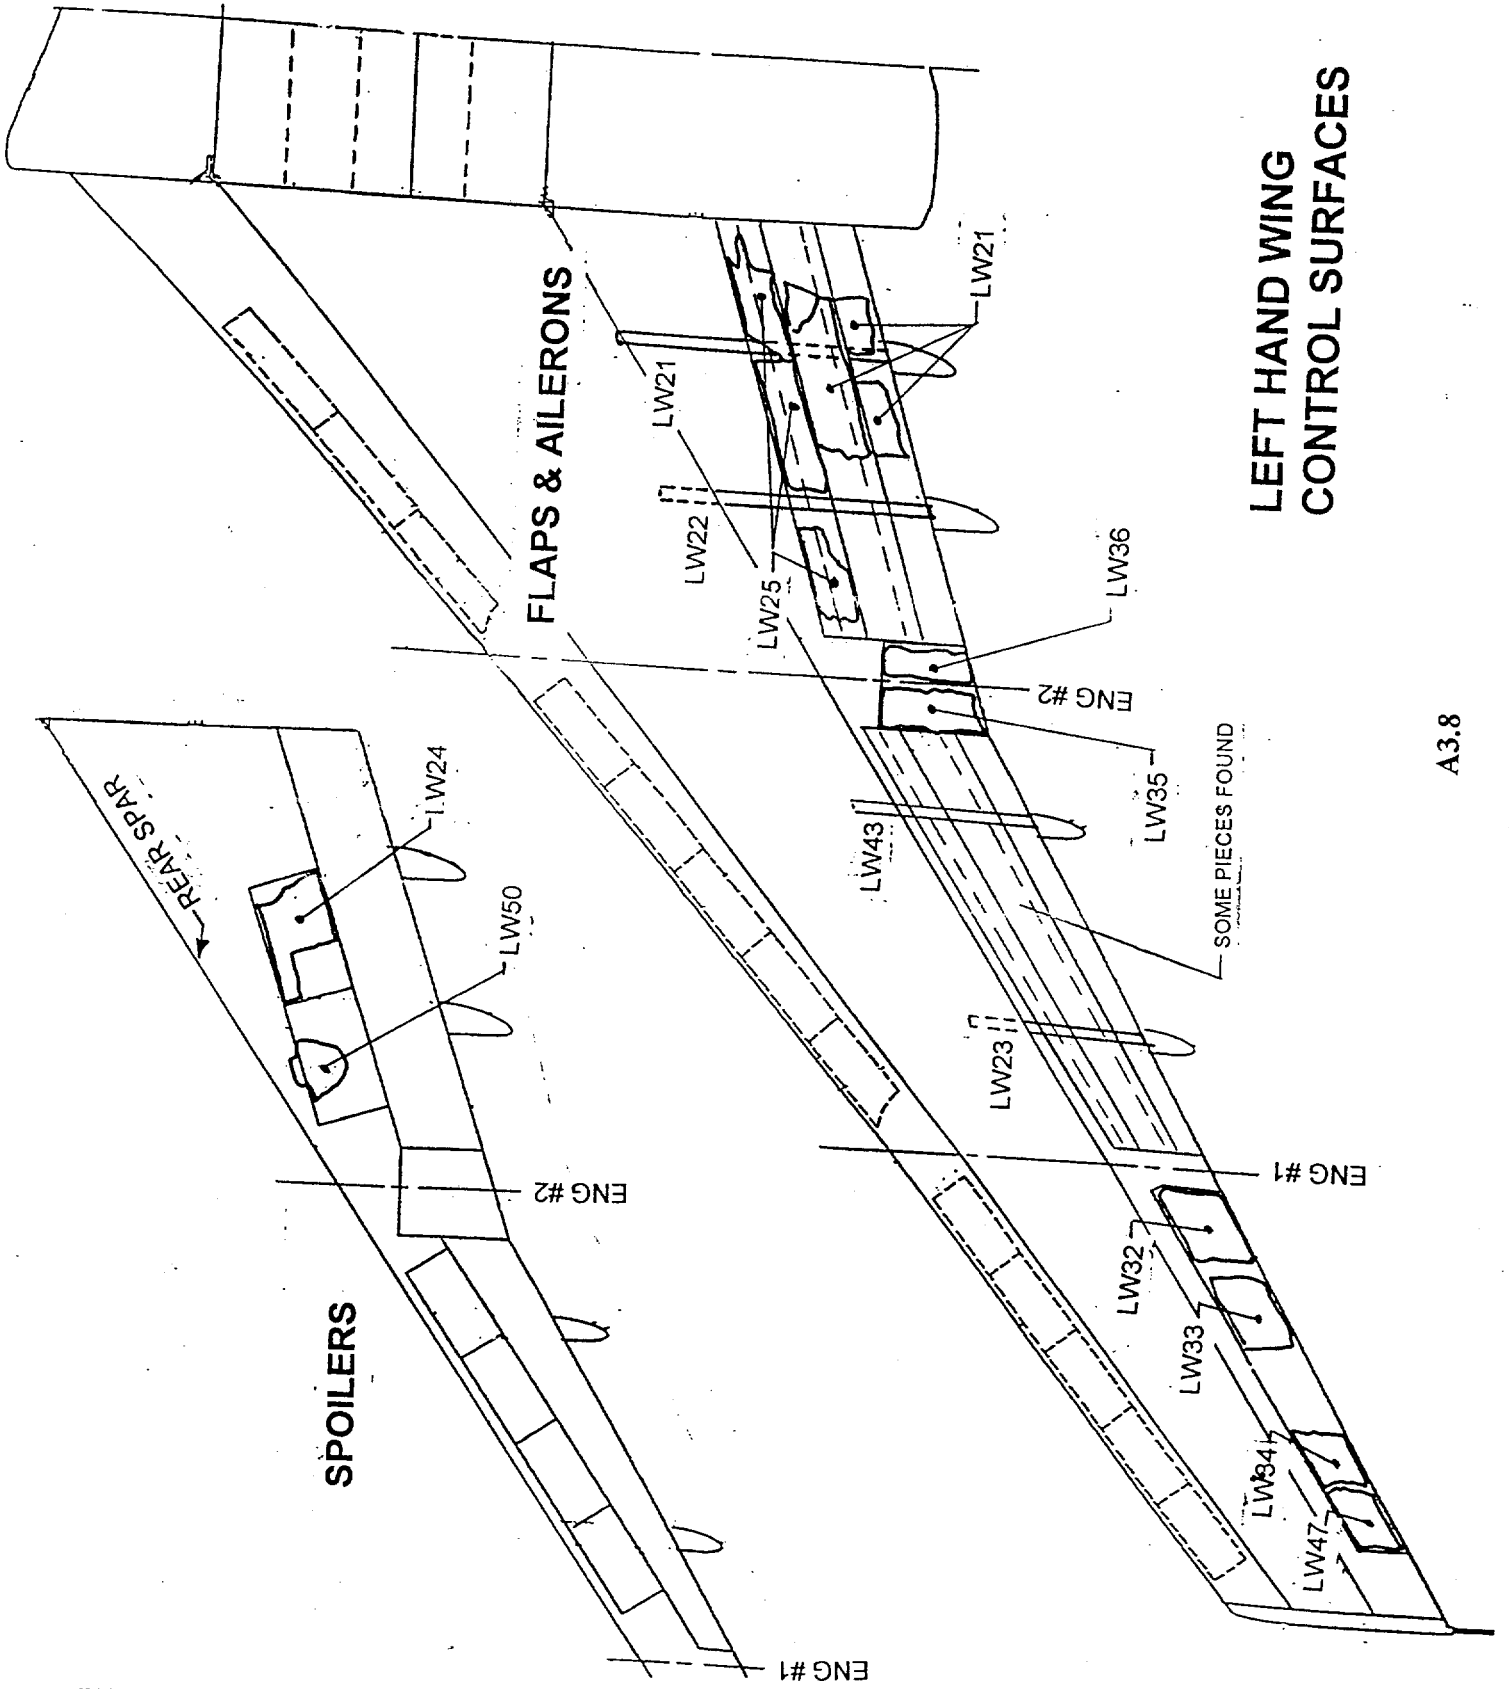 SPOILERS
REAR SPAR
LW24
LW50
ENG #2
ENG #1
FLAPS & AILERONS
LW21
LW22
LW25
LW21
LW36
ENG #2
LW35
LW43
SOME PIECES FOUND
LW23
ENG #1
LW32
LW33
LW34
LW47
LEFT HAND WING
CONTROL SURFACES
A3.8